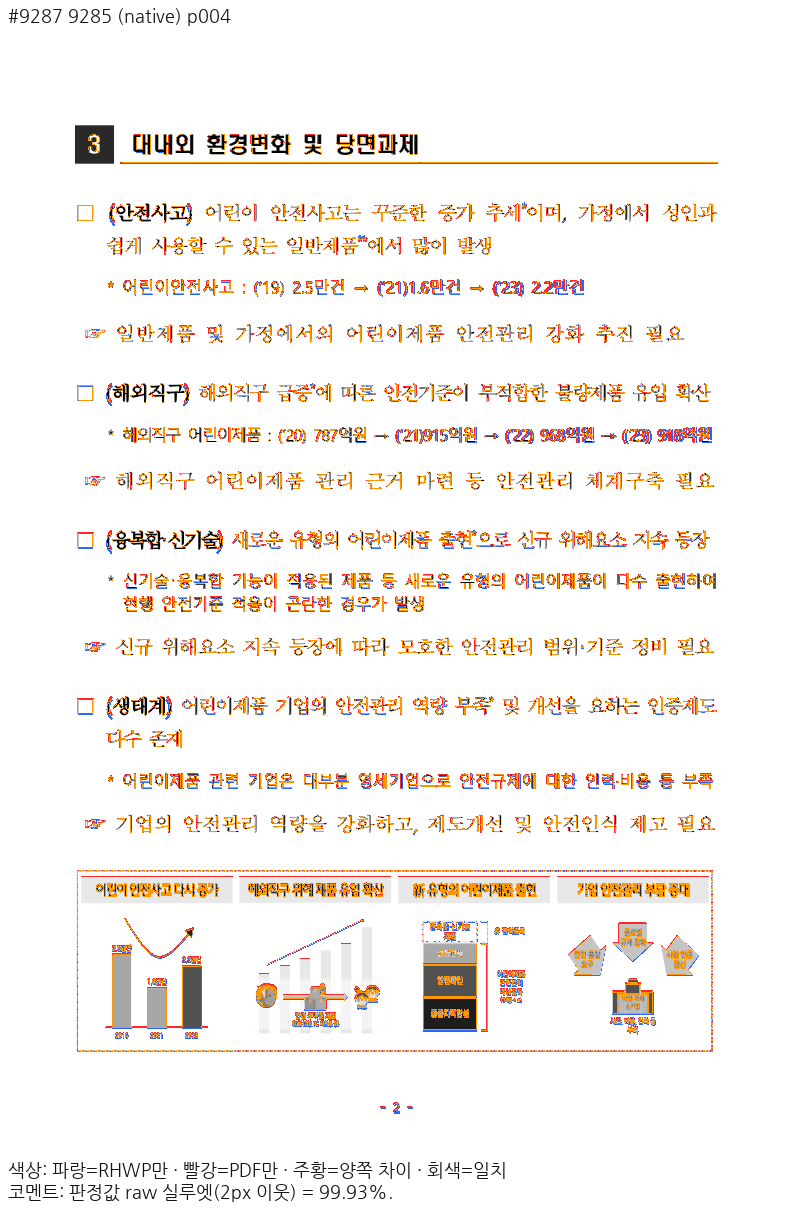 #9287 9285 (native) p004
3 대내외 환경변화 및 당면과제
□ (안전사고) 어린이 안전사고는 꾸준한 증가 추세*이며, 가정에서 성인과
쉽게 사용할 수 있는 일반제품**에서 많이 발생
* 어린이안전사고 : ('19) 2.5만건 → ('21)1.6만건 → ('23) 2.2만건
☞ 일반제품 및 가정에서의 어린이제품 안전관리 강화 추진 필요
□ (해외직구) 해외직구 급증*에 따른 안전기준이 부적합한 불량제품 유입 확산
* 해외직구 어린이제품 : ('20) 787억원 → ('21)915억원 → ('22) 968억원 → ('23) 918억원
☞ 해외직구 어린이제품 관리 근거 마련 등 안전관리 체계구축 필요
□ (융복합·신기술) 새로운 유형의 어린이제품 출현*으로 신규 위해요소 지속 등장
* 신기술·융복합 기능이 적용된 제품 등 새로운 유형의 어린이제품이 다수 출현하여
현행 안전기준 적용이 곤란한 경우가 발생
☞ 신규 위해요소 지속 등장에 따라 모호한 안전관리 범위·기준 정비 필요
□ (생태계) 어린이제품 기업의 안전관리 역량 부족* 및 개선을 요하는 인증제도
다수 존재
* 어린이제품 관련 기업은 대부분 영세기업으로 안전규제에 대한 인력·비용 등 부족
☞ 기업의 안전관리 역량을 강화하고, 제도개선 및 안전인식 제고 필요
어린이 안전사고 다시 증가 해외직구 위해 제품 유입 확산 新 유형의 어린이제품 출현 기업 안전관리 부담 증대
안전확인
공급자적합성
- 2 -
색상: 파랑=RHWP만 · 빨강=PDF만 · 주황=양쪽 차이 · 회색=일치
코멘트: 판정값 raw 실루엣(2px 이웃) = 99.93%.